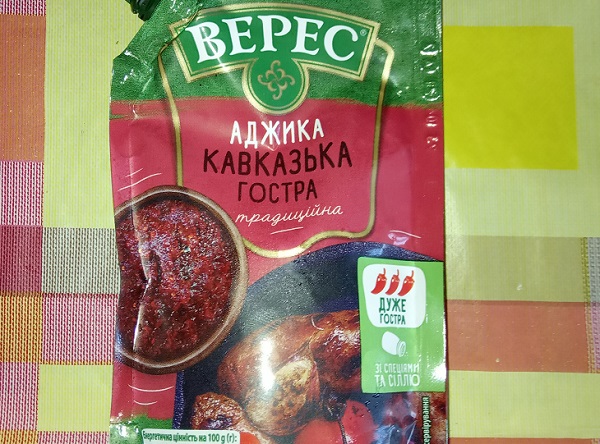 ВЕРЕС
АДЖИКА
КАВКАЗЬКА
ГОСТРА
традиційна
ДУЖЕ
ГОСТРА
ЗІ СПЕЦІЯМИ
ТА СІЛЛЮ
Енергетична цінність на 100 g (г):